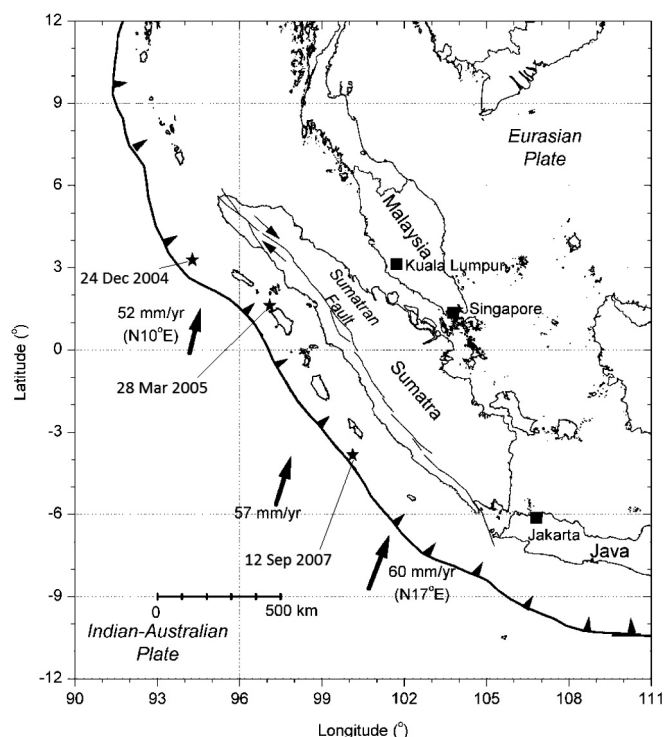 12
9
6
3
0
-3
-6
-9
-12
Latitude (°)
Eurasian
Plate
Malaysia
Kuala Lumpur
Singapore
24 Dec 2004
52 mm/yr
(N10°E)
28 Mar 2005
Sumatran
Fault
Sumatra
57 mm/yr
12 Sep 2007
Jakarta
Java
60 mm/yr
(N17°E)
0
500 km
Indian-Australian
Plate
90 93 96 99 102 105 108 111
Longitude (°)